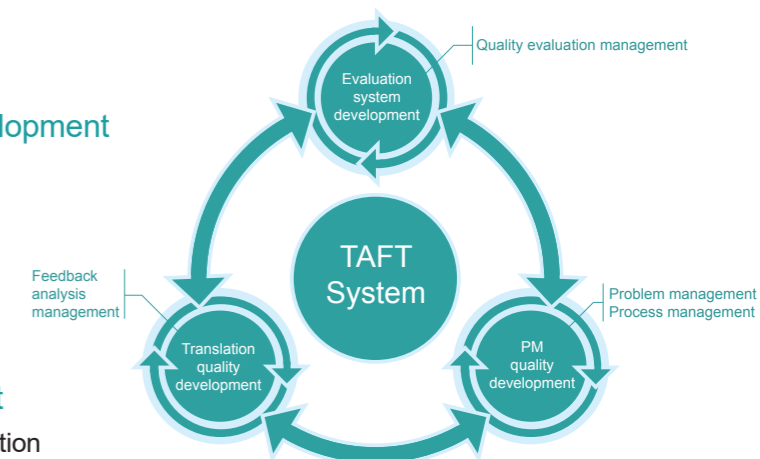 Quality evaluation management
Evaluation
system
development
lopment
TAFT
System
Feedback
analysis
management
Problem management
Process management
Translation
quality
development
PM
quality
development
t
tion